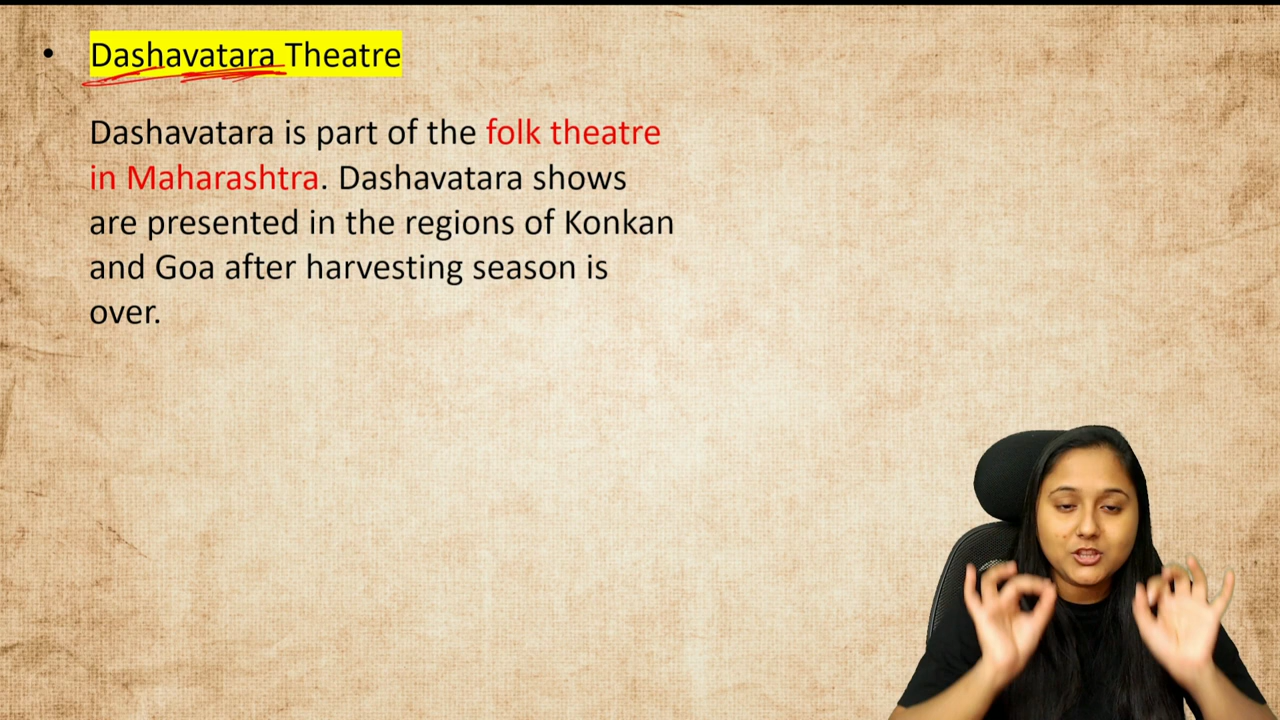 • Dashavatara Theatre
Dashavatara is part of the folk theatre
in Maharashtra. Dashavatara shows
are presented in the regions of Konkan
and Goa after harvesting season is
over.